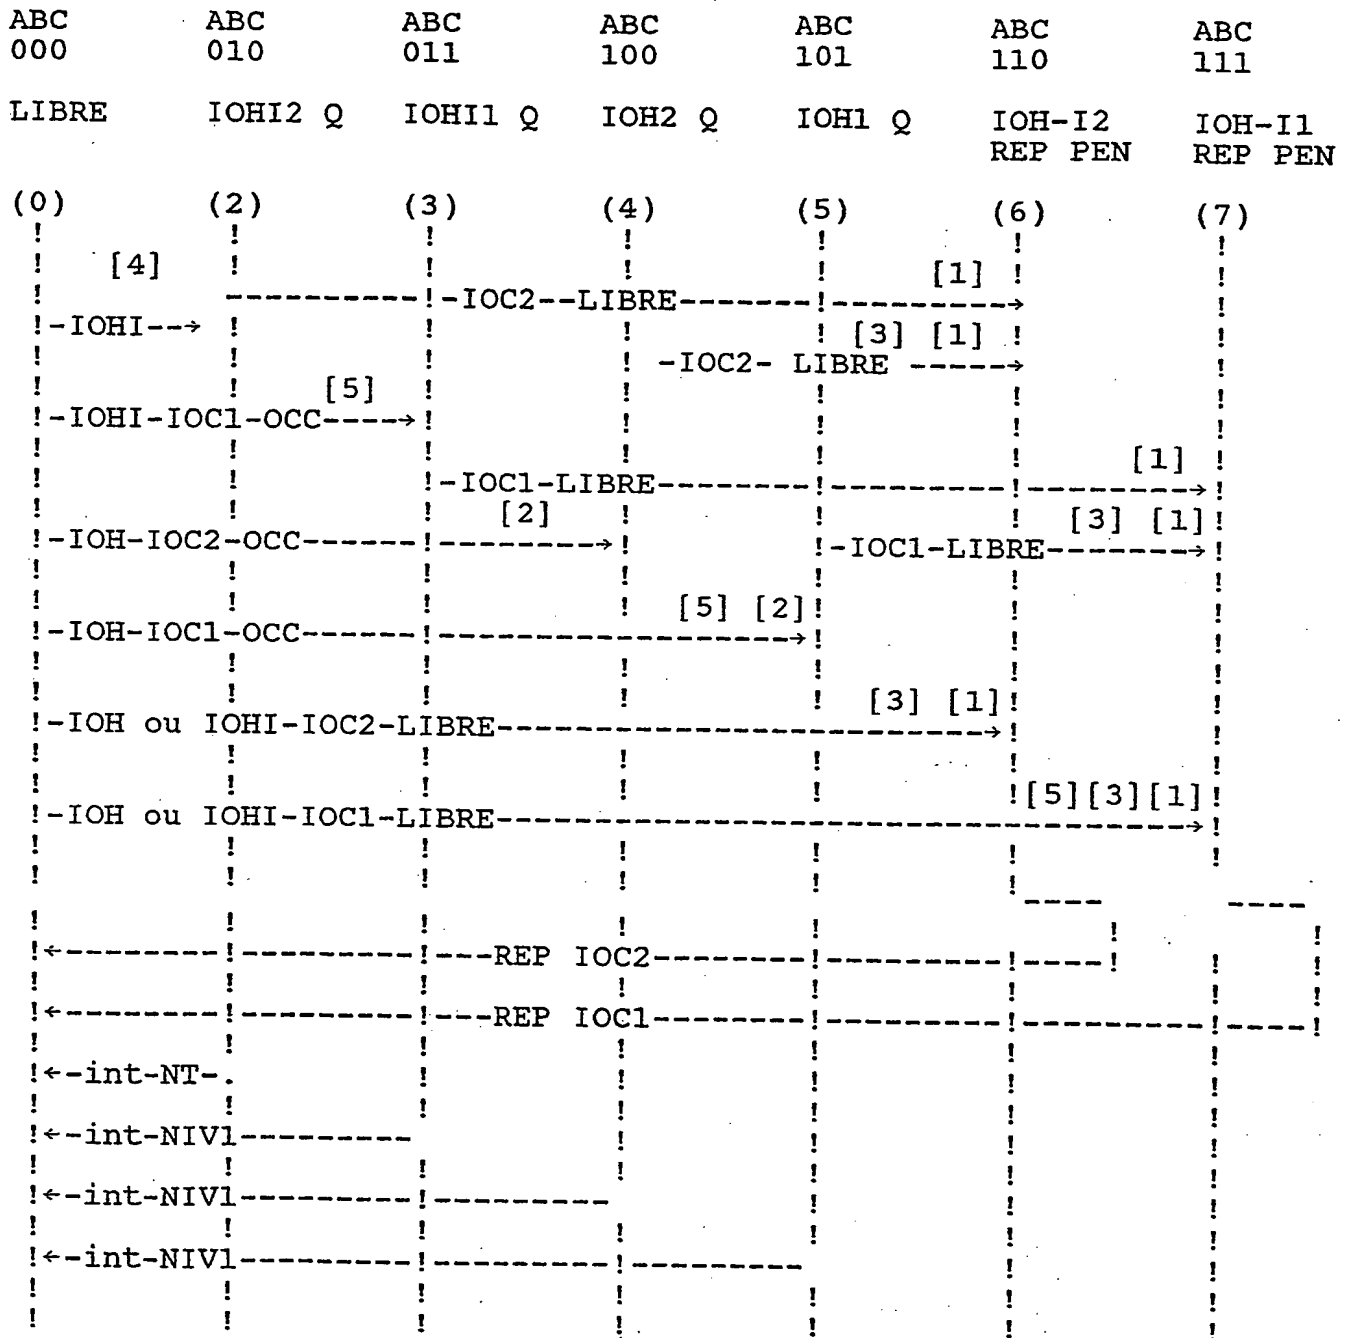 ABC ABC ABC ABC ABC ABC ABC
000 010 011 100 101 110 111
LIBRE IOHI2 Q IOHI1 Q IOH2 Q IOH1 Q IOH-I2 IOH-I1
REP PEN REP PEN
(0) (2) (3) (4) (5) (6) (7)
[4] [1]
-IOC2--LIBRE-
-IOHI--→ [3] [1]
-IOC2- LIBRE -----→
[5]
-IOHI-IOC1-OCC----→
[1]
-IOC1-LIBRE-
[2] [3] [1]
-IOH-IOC2-OCC- -IOC1-LIBRE-
[5] [2]
-IOH-IOC1-OCC-
[3] [1]
-IOH ou IOHI-IOC2-LIBRE-
[5][3][1]
-IOH ou IOHI-IOC1-LIBRE-
REP IOC2
REP IOC1
←-int-NT-.
←-int-NIV1-
←-int-NIV1-
←-int-NIV1-